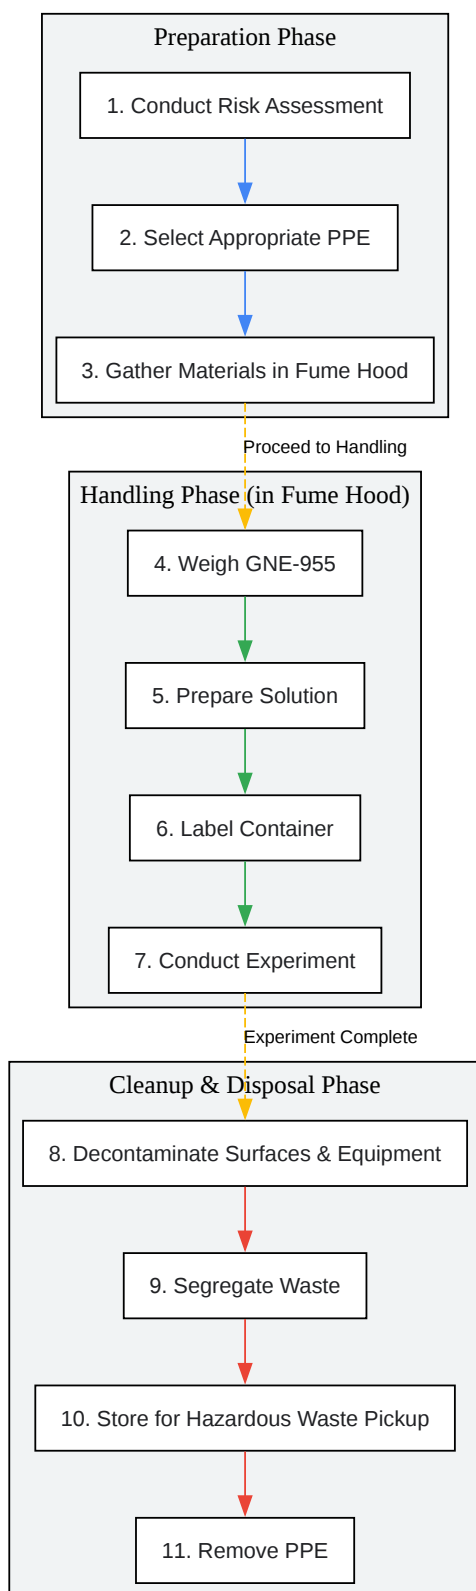 Preparation Phase
1. Conduct Risk Assessment
2. Select Appropriate PPE
3. Gather Materials in Fume Hood
Proceed to Handling
Handling Phase (in Fume Hood)
4. Weigh GNE-955
5. Prepare Solution
6. Label Container
7. Conduct Experiment
Experiment Complete
Cleanup & Disposal Phase
8. Decontaminate Surfaces & Equipment
9. Segregate Waste
10. Store for Hazardous Waste Pickup
11. Remove PPE